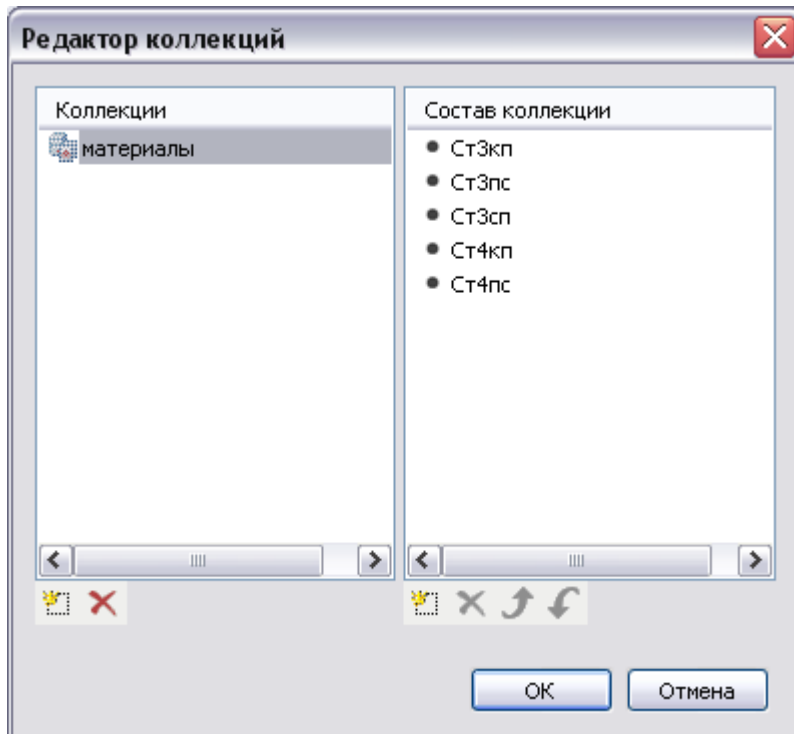 Редактор коллекций
Коллекции
материалы
Состав коллекции
Ст3кп
Ст3пс
Ст3сп
Ст4кп
Ст4пс
ОК
Отмена